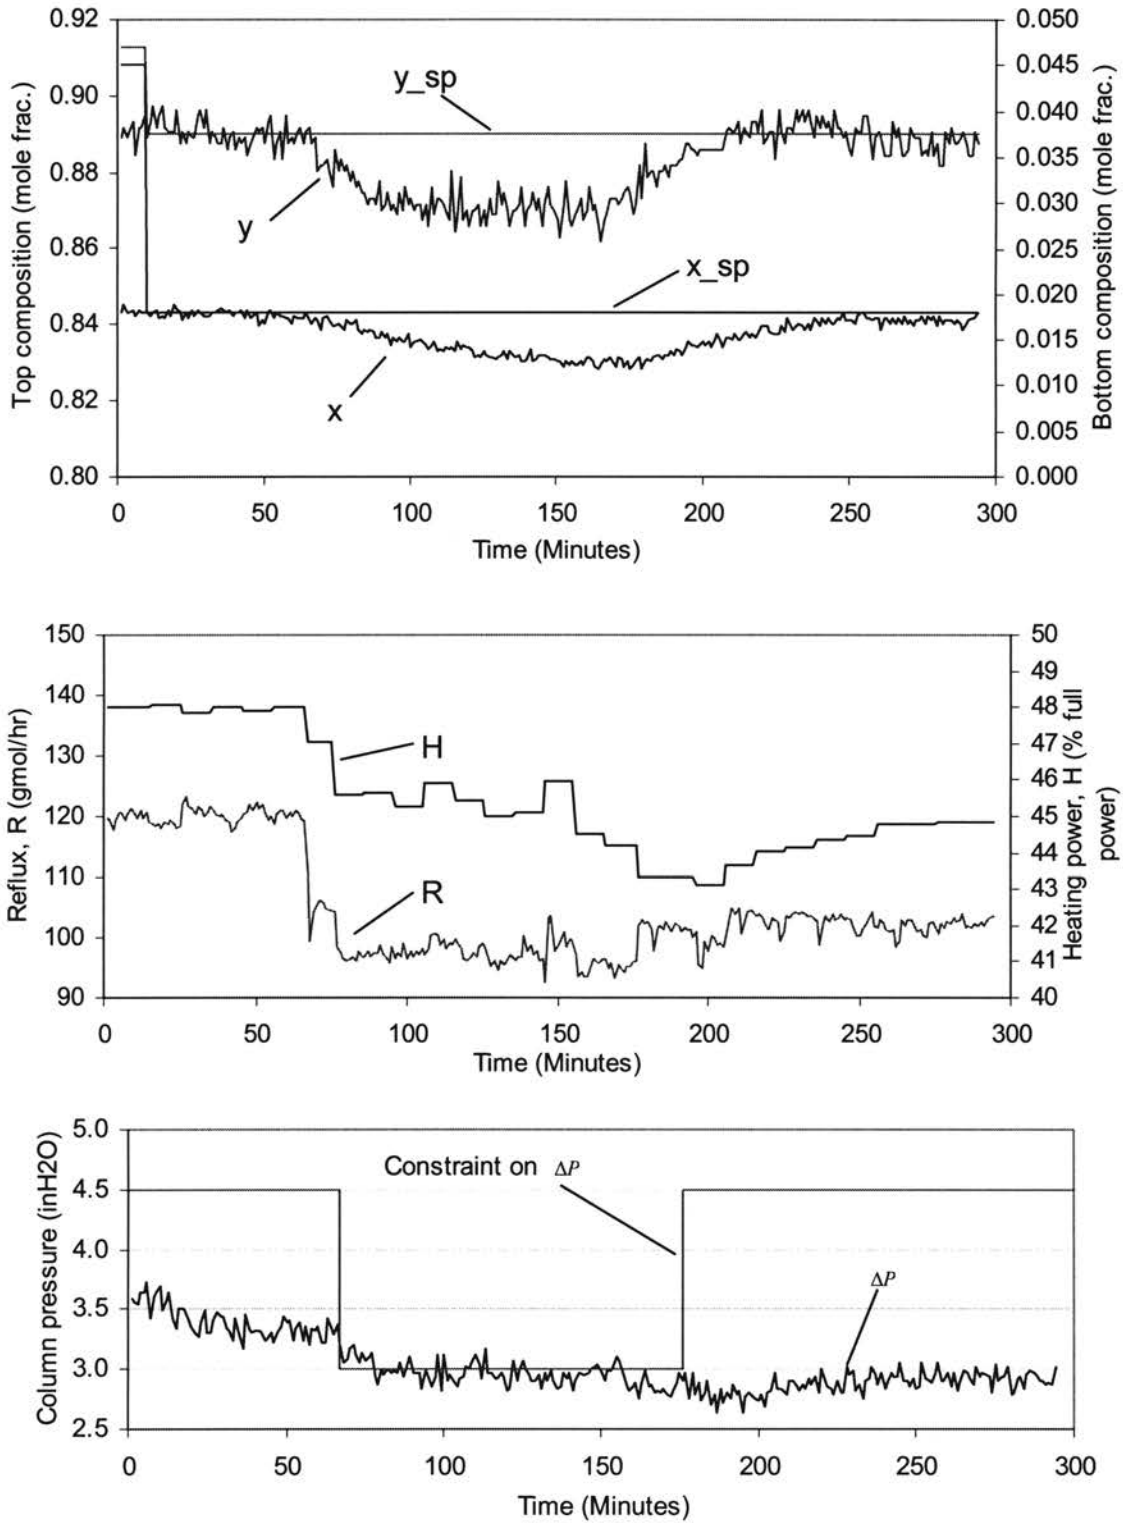 0.92
0.90
0.88
0.86
0.84
0.82
0.80
Top composition (mole frac.)
0.050
0.045
0.040
0.035
0.030
0.025
0.020
0.015
0.010
0.005
0.000
Bottom composition (mole frac.)
y_sp
y
x_sp
x
0 50 100 150 200 250 300
Time (Minutes)
150
140
130
120
110
100
90
Reflux, R (gmol/hr)
50
49
48
47
46
45
44
43
42
41
40
Heating power, H (% full
power)
H
R
0 50 100 150 200 250 300
Time (Minutes)
5.0
4.5
4.0
3.5
3.0
2.5
Column pressure (inH2O)
Constraint on ΔP
ΔP
0 50 100 150 200 250 300
Time (Minutes)